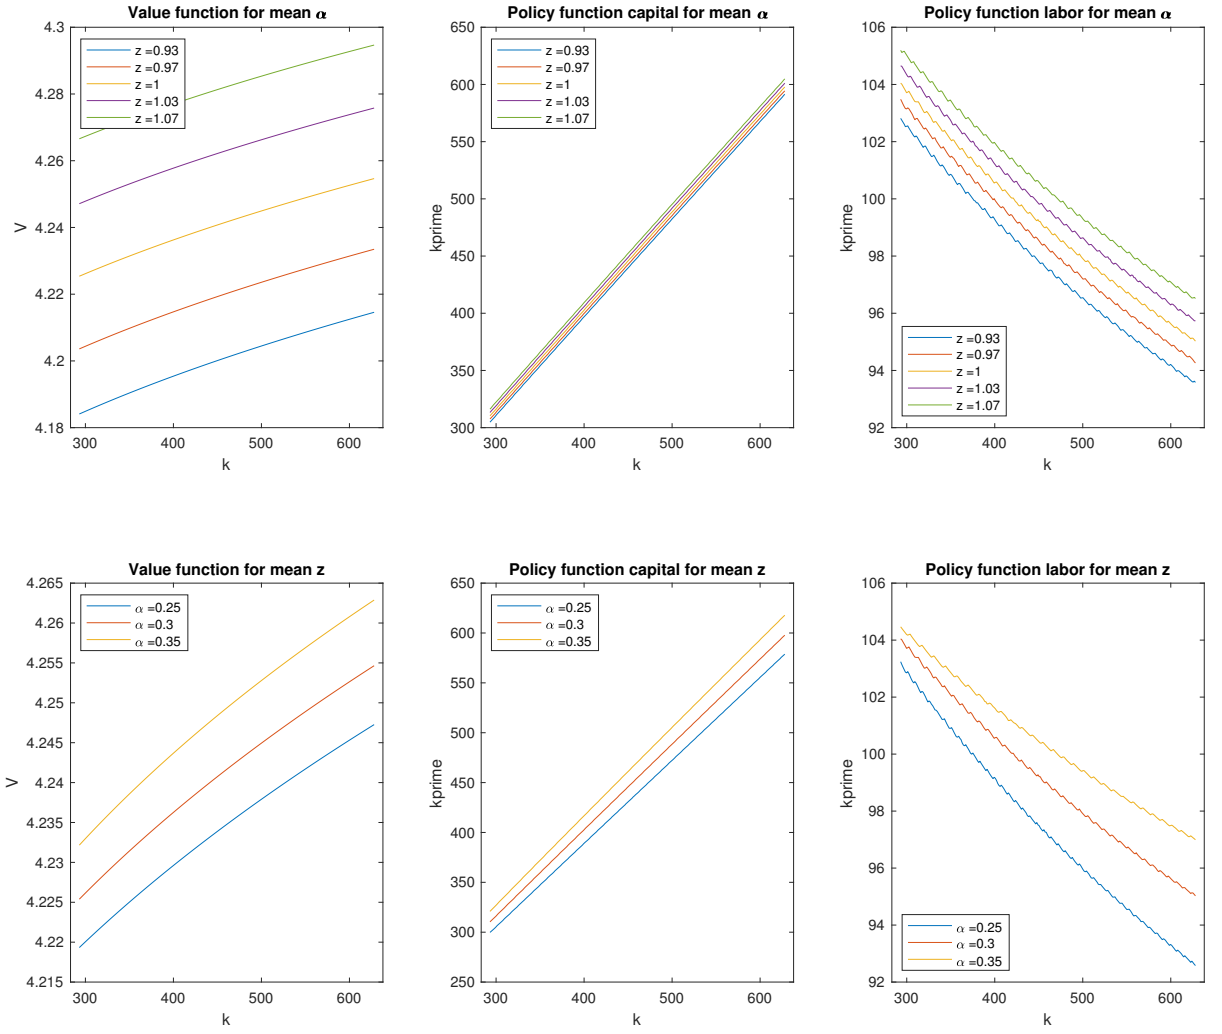 Value function for mean α
4.3
4.28
4.26
4.24
4.22
4.2
4.18
V
z =0.93
z =0.97
z =1
z =1.03
z =1.07
300 400 500 600
k
Policy function capital for mean α
650
600
550
500
450
400
350
300
kprime
z =0.93
z =0.97
z =1
z =1.03
z =1.07
300 400 500 600
k
Policy function labor for mean α
106
104
102
100
98
96
94
92
kprime
z =0.93
z =0.97
z =1
z =1.03
z =1.07
300 400 500 600
k
Value function for mean z
4.265
4.26
4.255
4.25
4.245
4.24
4.235
4.23
4.225
4.22
4.215
V
α =0.25
α =0.3
α =0.35
300 400 500 600
k
Policy function capital for mean z
650
600
550
500
450
400
350
300
250
kprime
α =0.25
α =0.3
α =0.35
300 400 500 600
k
Policy function labor for mean z
106
104
102
100
98
96
94
92
kprime
α =0.25
α =0.3
α =0.35
300 400 500 600
k